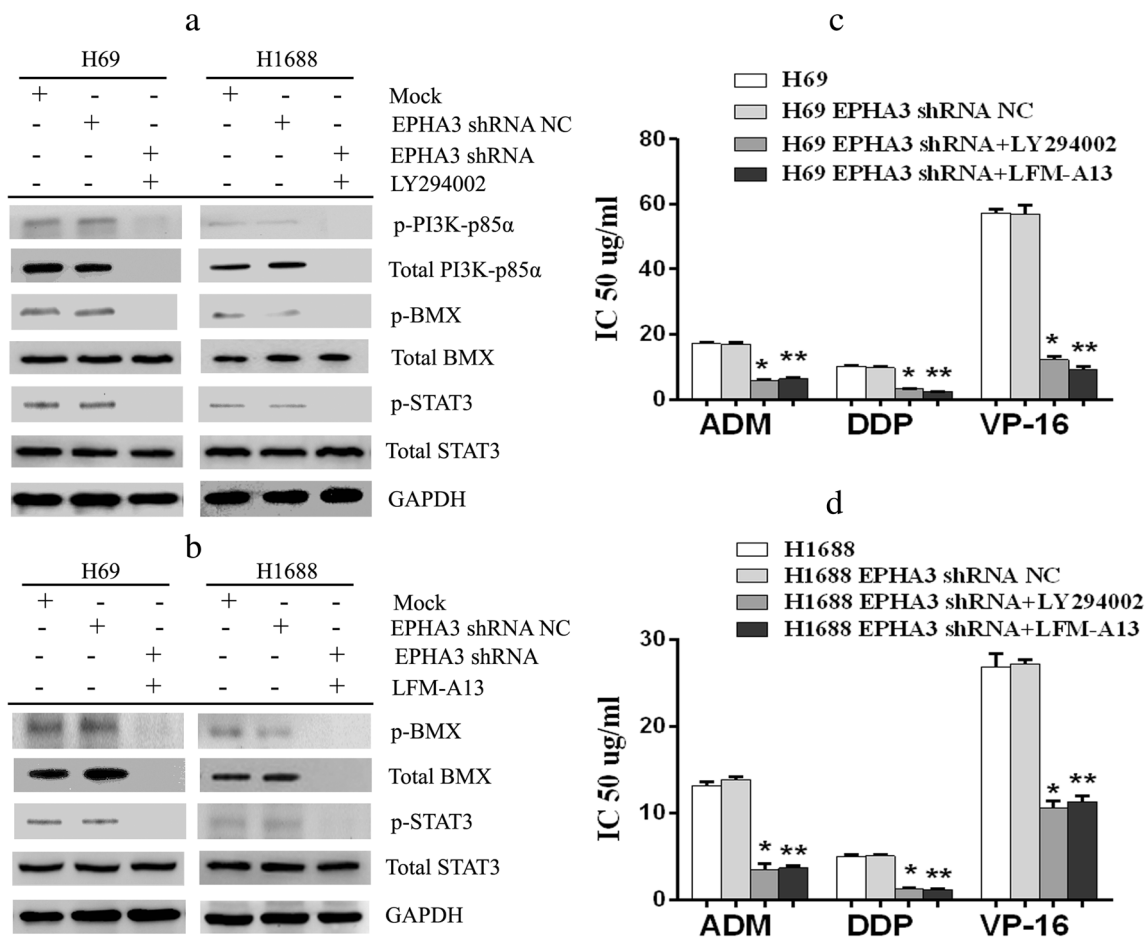 a
H69 H1688
+ - - + - - Mock
- + - - + - EPHA3 shRNA NC
- - + - - + EPHA3 shRNA
- - + - - + LY294002
p-PI3K-p85α
Total PI3K-p85α
p-BMX
Total BMX
p-STAT3
Total STAT3
GAPDH
b
H69 H1688
+ - - + - - Mock
- + - - + - EPHA3 shRNA NC
- - + - - + EPHA3 shRNA
- - + - - + LFM-A13
p-BMX
Total BMX
p-STAT3
Total STAT3
GAPDH
c
H69
H69 EPHA3 shRNA NC
H69 EPHA3 shRNA+LY294002
H69 EPHA3 shRNA+LFM-A13
IC 50 ug/ml
80
60
40
20
0
* ** * ** * **
ADM DDP VP-16
d
H1688
H1688 EPHA3 shRNA NC
H1688 EPHA3 shRNA+LY294002
H1688 EPHA3 shRNA+LFM-A13
IC 50 ug/ml
30
20
10
0
* ** * ** * **
ADM DDP VP-16